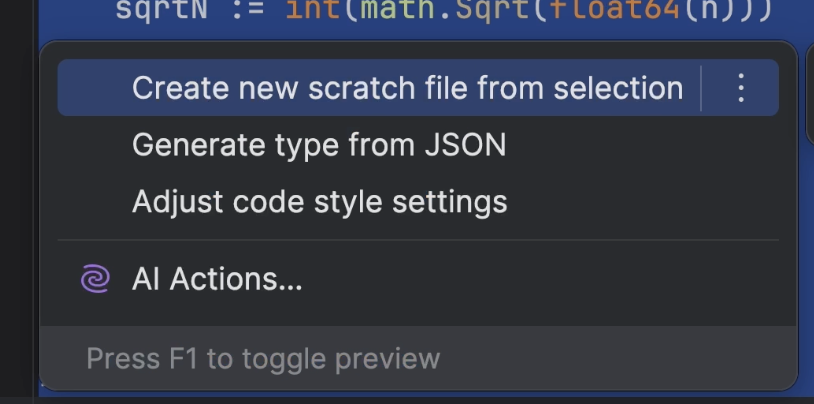 sqrtN := int(math.Sqrt(float64(n)))
Create new scratch file from selection
Generate type from JSON
Adjust code style settings
AI Actions...
Press F1 to toggle preview